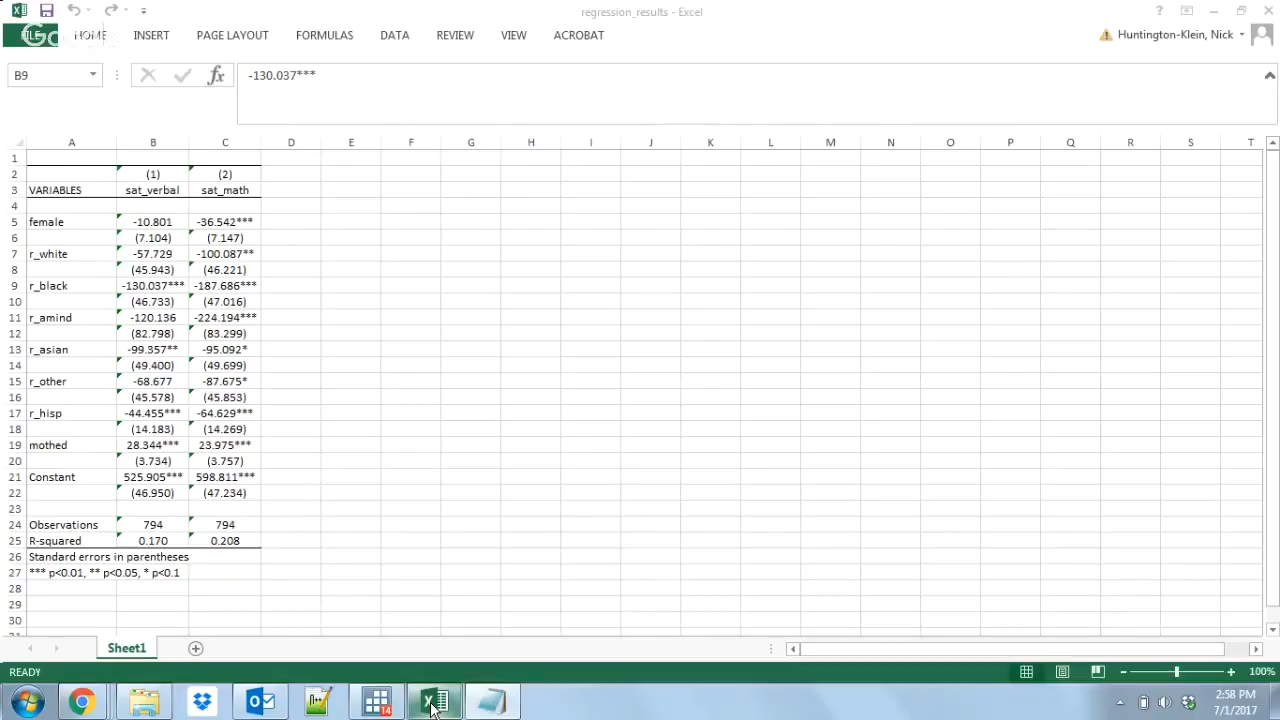 regression_results - Excel
HOME INSERT PAGE LAYOUT FORMULAS DATA REVIEW VIEW ACROBAT Huntington-Klein, Nick
B9 fx -130.037***
A B C D E F G H I J K L M N O P Q R S T
1
2 (1) (2)
3 VARIABLES sat_verbal sat_math
4
5 female -10.801 -36.542***
6 (7.104) (7.147)
7 r_white -57.729 -100.087**
8 (45.943) (46.221)
9 r_black -130.037*** -187.686***
10 (46.733) (47.016)
11 r_amind -120.136 -224.194***
12 (82.798) (83.299)
13 r_asian -99.357** -95.092*
14 (49.400) (49.699)
15 r_other -68.677 -87.675*
16 (45.578) (45.853)
17 r_hisp -44.455*** -64.629***
18 (14.183) (14.269)
19 mothed 28.344*** 23.975***
20 (3.734) (3.757)
21 Constant 525.905*** 598.811***
22 (46.950) (47.234)
23
24 Observations 794 794
25 R-squared 0.170 0.208
26 Standard errors in parentheses
27 *** p<0.01, ** p<0.05, * p<0.1
28
29
30
Sheet1
READY 100%
14
2:58 PM
7/1/2017